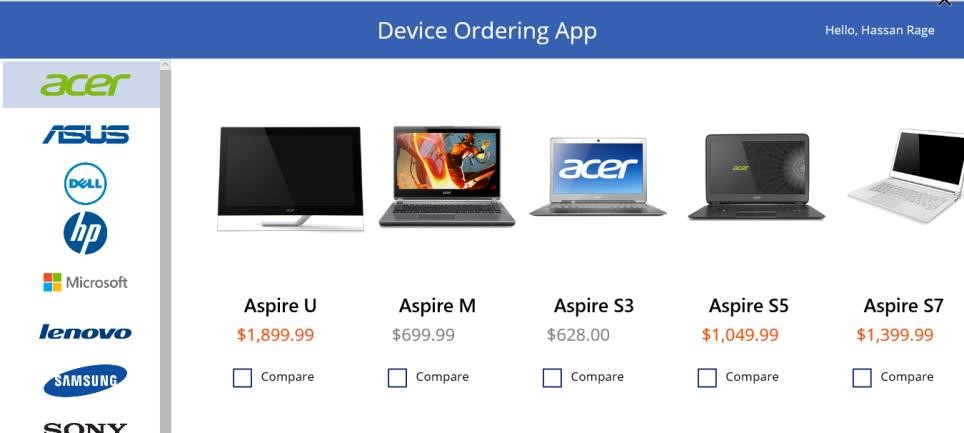 Device Ordering App
Hello, Hassan Rage
acer
ASUS
DELL
hp
Microsoft
lenovo
SAMSUNG
SONY
acer
acer
Aspire U
$1,899.99
Compare
Aspire M
$699.99
Compare
Aspire S3
$628.00
Compare
Aspire S5
$1,049.99
Compare
Aspire S7
$1,399.99
Compare